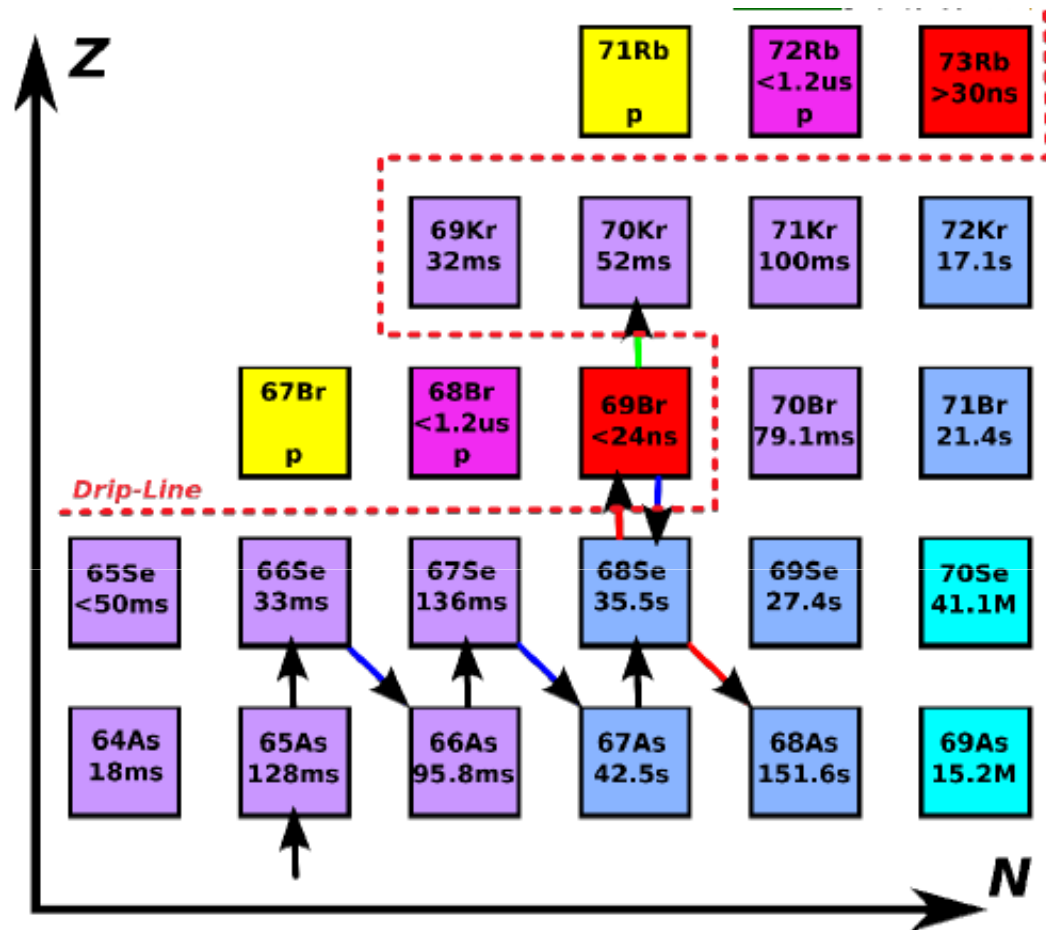 Z
71Rb
p
72Rb
<1.2us
p
73Rb
>30ns
69Kr
32ms
70Kr
52ms
71Kr
100ms
72Kr
17.1s
67Br
p
68Br
<1.2us
p
69Br
<24ns
70Br
79.1ms
71Br
21.4s
Drip-Line
65Se
<50ms
66Se
33ms
67Se
136ms
68Se
35.5s
69Se
27.4s
70Se
41.1M
64As
18ms
65As
128ms
66As
95.8ms
67As
42.5s
68As
151.6s
69As
15.2M
N